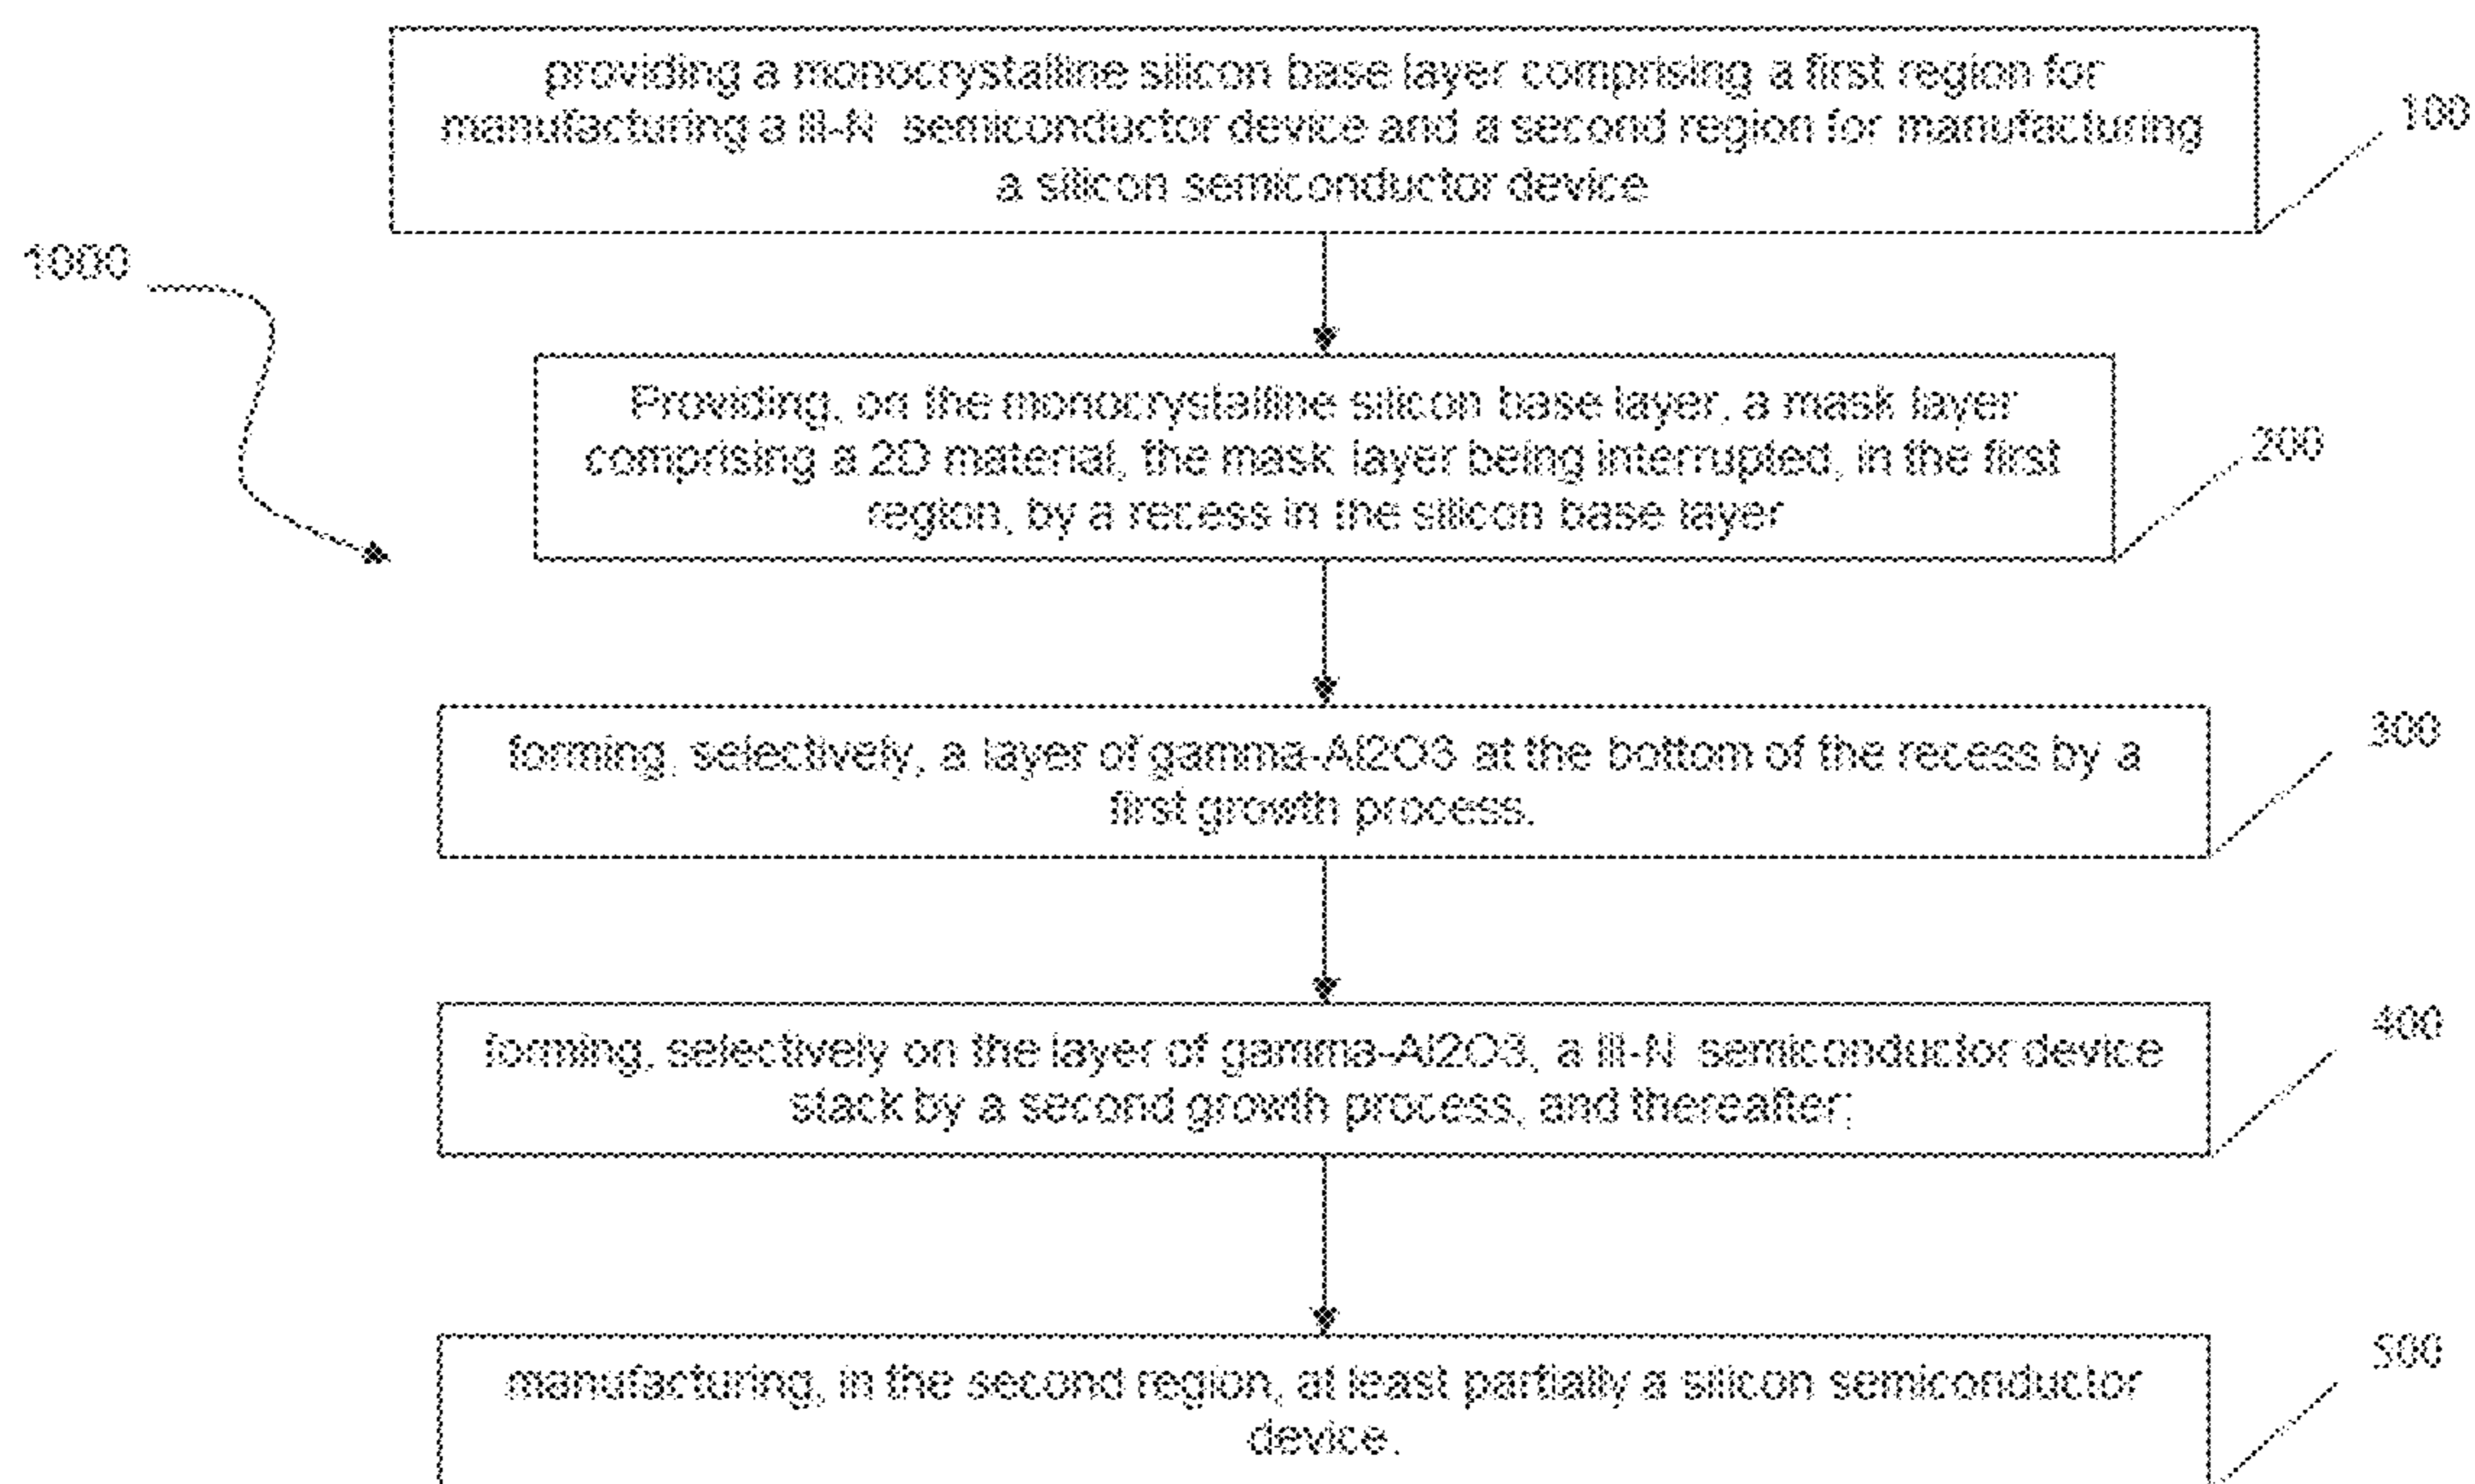 providing a monocrystalline silicon base layer comprising a first region for
manufacturing a III-N semiconductor device and a second region for manufacturing
a silicon semiconductor device
100
1000
Providing, on the monocrystalline silicon base layer, a mask layer
comprising a 2D material, the mask layer being interrupted, in the first
region, by a recess in the silicon base layer
200
forming, selectively, a layer of gamma-Al2O3 at the bottom of the recess by a
first growth process.
300
forming, selectively on the layer of gamma-Al2O3, a III-N semiconductor device
stack by a second growth process, and thereafter;
400
manufacturing, in the second region, at least partially a silicon semiconductor
device.
500